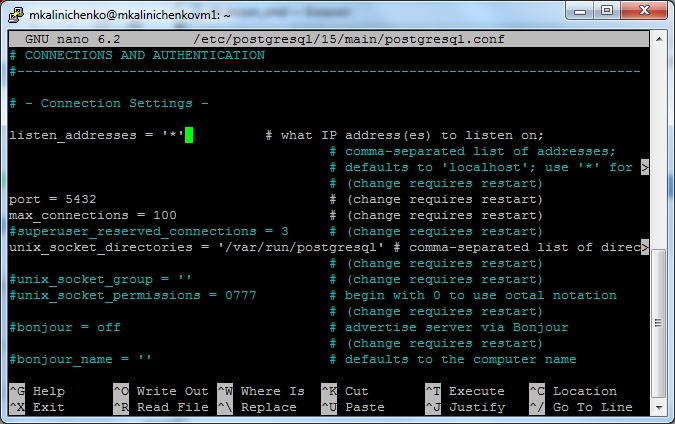 mkalinichenko@mkalinichenkovm1: ~
GNU nano 6.2 /etc/postgresql/15/main/postgresql.conf
# CONNECTIONS AND AUTHENTICATION
#------------------------------------------------------------------------------
# - Connection Settings -
listen_addresses = '*' # what IP address(es) to listen on;
# comma-separated list of addresses;
# defaults to 'localhost'; use '*' for >
# (change requires restart)
port = 5432 # (change requires restart)
max_connections = 100 # (change requires restart)
#superuser_reserved_connections = 3 # (change requires restart)
unix_socket_directories = '/var/run/postgresql' # comma-separated list of direc>
# (change requires restart)
#unix_socket_group = '' # (change requires restart)
#unix_socket_permissions = 0777 # begin with 0 to use octal notation
# (change requires restart)
#bonjour = off # advertise server via Bonjour
# (change requires restart)
#bonjour_name = '' # defaults to the computer name
^G Help ^O Write Out ^W Where Is ^K Cut ^T Execute ^C Location
^X Exit ^R Read File ^\ Replace ^U Paste ^J Justify ^/ Go To Line